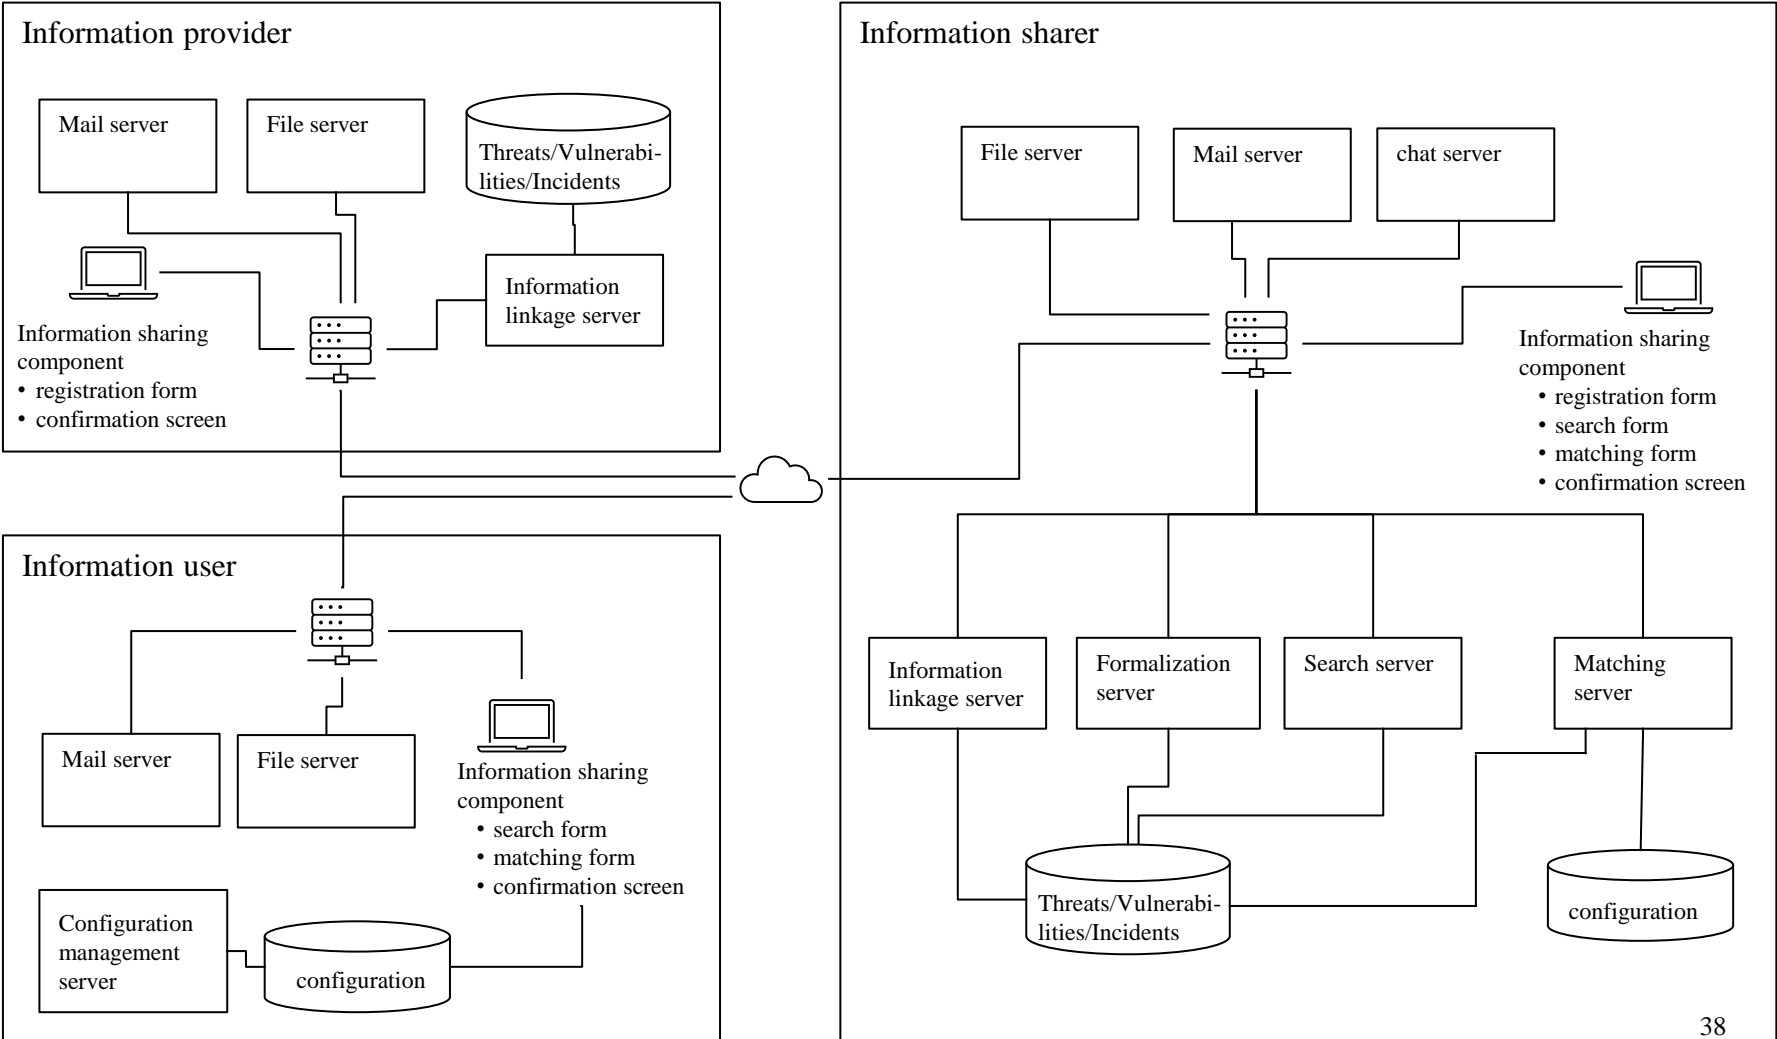 Information provider
Mail server
File server
Threats/Vulnerabi-
lities/Incidents
Information
linkage server
Information sharing
component
• registration form
• confirmation screen
Information user
Mail server
File server
Information sharing
component
• search form
• matching form
• confirmation screen
Configuration
management
server
configuration
Information sharer
File server
Mail server
chat server
Information sharing
component
• registration form
• search form
• matching form
• confirmation screen
Information
linkage server
Formalization
server
Search server
Matching
server
Threats/Vulnerabi-
lities/Incidents
configuration
38